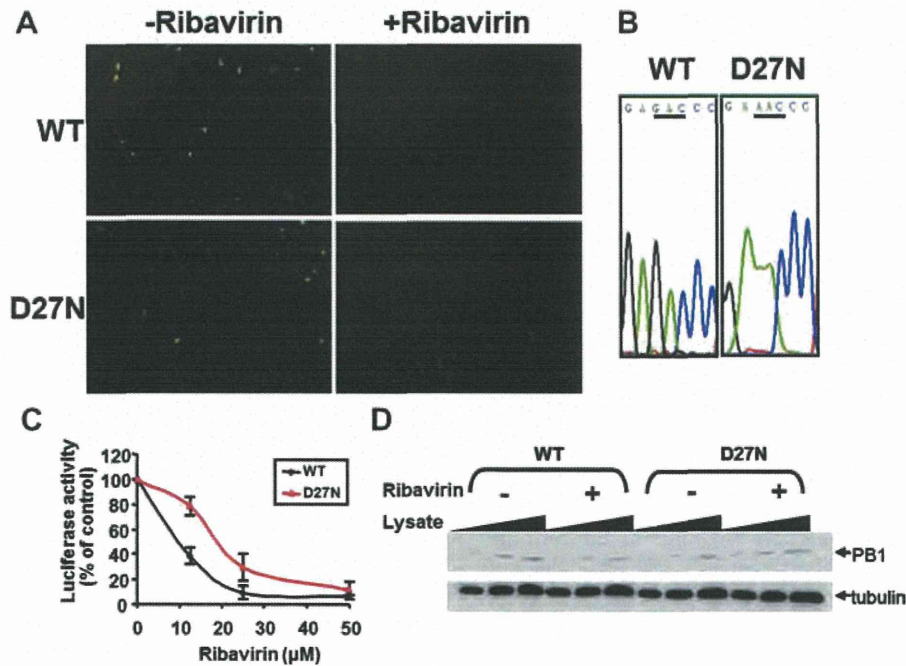 A
-Ribavirin
+Ribavirin
WT
D27N
B
WT
D27N
G A G A C C C
G A A A C C C
C
Luciferase activity
(% of control)
120
100
80
60
40
20
0
WT
D27N
0 10 20 30 40 50
Ribavirin (µM)
D
WT
D27N
Ribavirin
- + - +
Lysate
PB1
tubulin